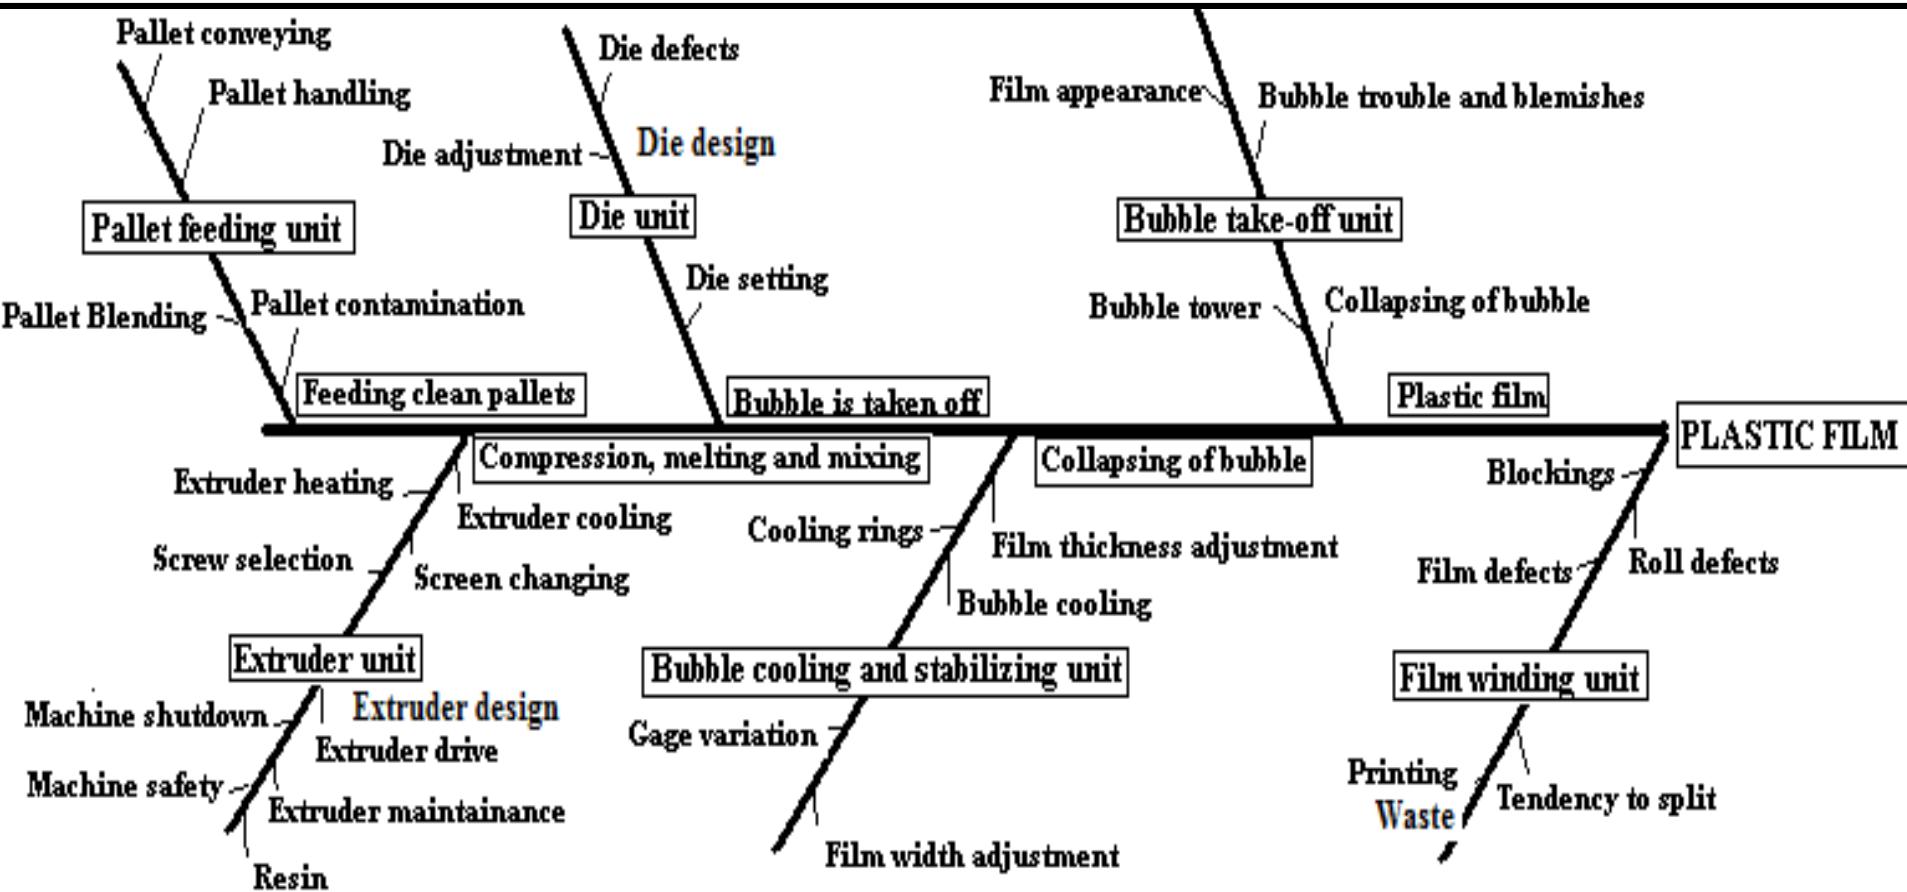 Pallet conveying
Pallet handling
Pallet feeding unit
Pallet Blending
Pallet contamination
Feeding clean pallets
Die defects
Die adjustment
Die design
Die unit
Die setting
Bubble is taken off
Film appearance
Bubble trouble and blemishes
Bubble take-off unit
Bubble tower
Collapsing of bubble
Plastic film
PLASTIC FILM
Compression, melting and mixing
Extruder heating
Extruder cooling
Screw selection
Screen changing
Extruder unit
Extruder design
Machine shutdown
Extruder drive
Machine safety
Extruder maintainance
Resin
Collapsing of bubble
Cooling rings
Film thickness adjustment
Bubble cooling
Bubble cooling and stabilizing unit
Gage variation
Film width adjustment
Blockings
Film defects
Roll defects
Film winding unit
Printing
Waste
Tendency to split